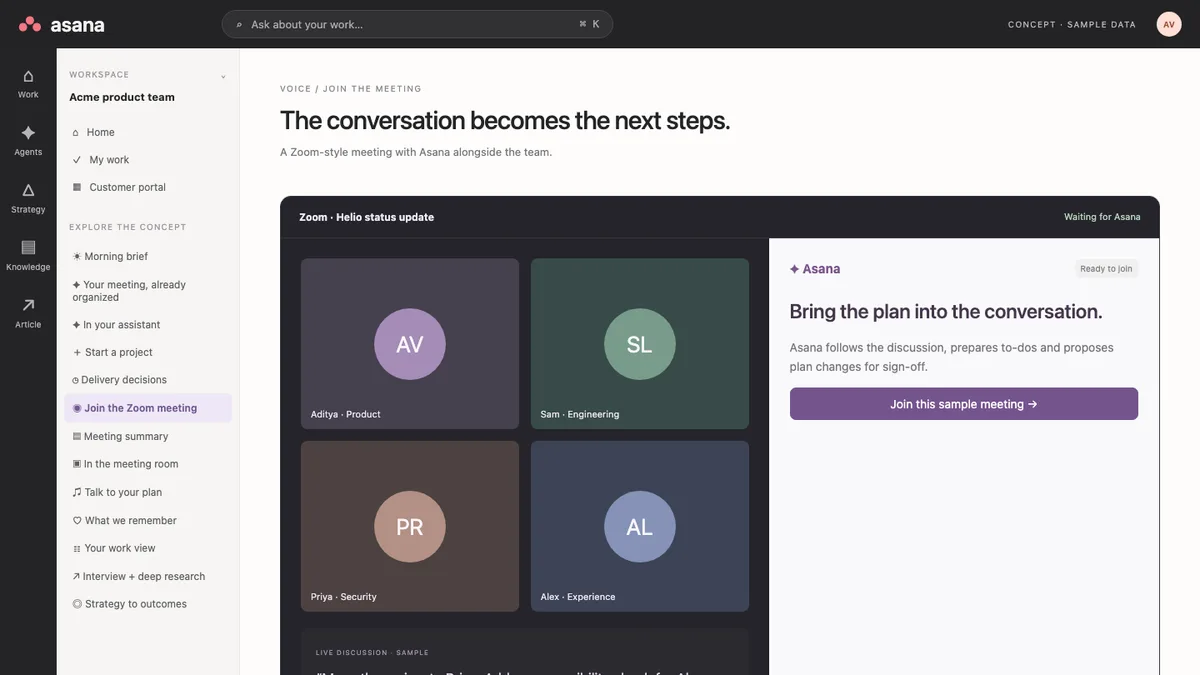 asana
Ask about your work...
⌘ K
CONCEPT · SAMPLE DATA
AV
Work
Agents
Strategy
Knowledge
Article
WORKSPACE
Acme product team
Home
My work
Customer portal
EXPLORE THE CONCEPT
Morning brief
Your meeting, already
organized
In your assistant
Start a project
Delivery decisions
Join the Zoom meeting
Meeting summary
In the meeting room
Talk to your plan
What we remember
Your work view
Interview + deep research
Strategy to outcomes
VOICE / JOIN THE MEETING
The conversation becomes the next steps.
A Zoom-style meeting with Asana alongside the team.
Zoom · Helio status update
Waiting for Asana
AV
Aditya · Product
SL
Sam · Engineering
PR
Priya · Security
AL
Alex · Experience
LIVE DISCUSSION · SAMPLE
Asana
Ready to join
Bring the plan into the conversation.
Asana follows the discussion, prepares to-dos and proposes
plan changes for sign-off.
Join this sample meeting →